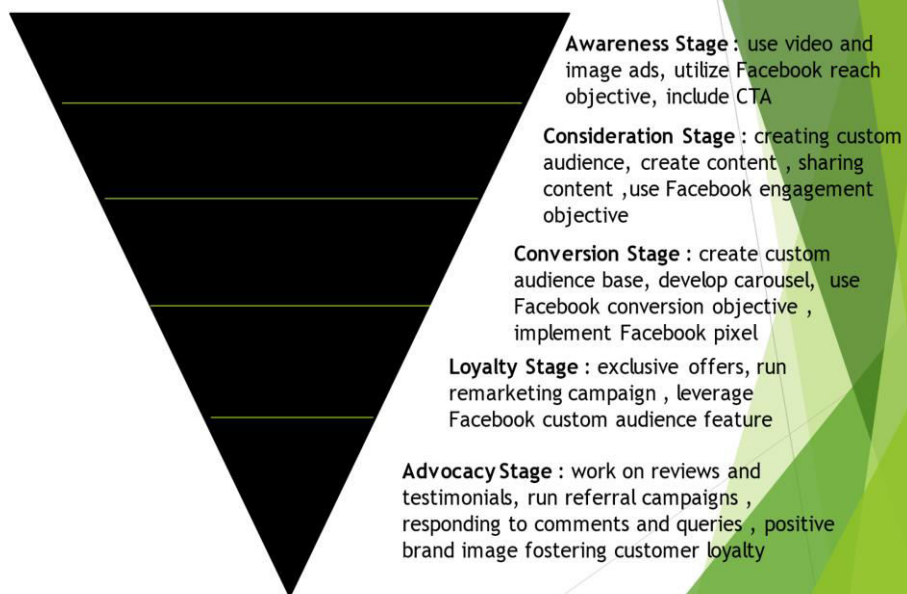 Awareness Stage : use video and
image ads, utilize Facebook reach
objective, include CTA
Consideration Stage : creating custom
audience, create content , sharing
content ,use Facebook engagement
objective
Conversion Stage : create custom
audience base, develop carousel, use
Facebook conversion objective ,
implement Facebook pixel
Loyalty Stage : exclusive offers, run
remarketing campaign , leverage
Facebook custom audience feature
Advocacy Stage : work on reviews and
testimonials, run referral campaigns ,
responding to comments and queries , positive
brand image fostering customer loyalty